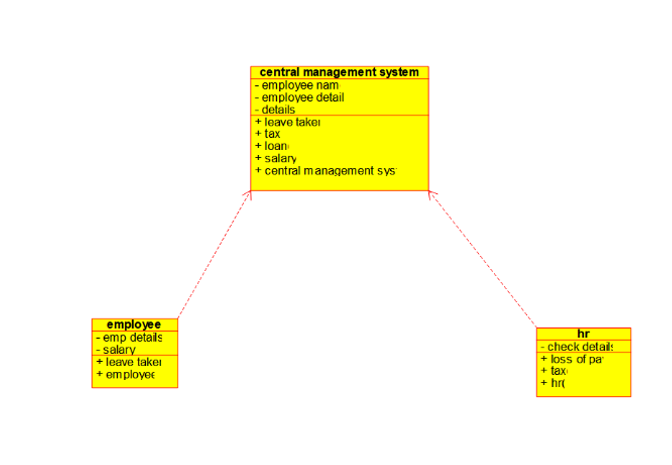 central management system
- employee nam
- employee detail
- details
+ leave taken
+ tax
+ loan
+ salary
+ central management sys
employee
- emp details
- salary
+ leave taken
+ employee
hr
- check details
+ loss of pa
+ tax
+ hr(